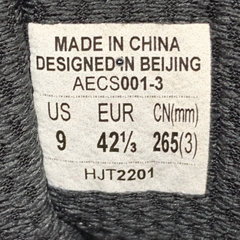 MADE IN CHINA
DESIGNED IN BEIJING
AECS001-3
US EUR CN(mm)
9 42⅓ 265(3)
HJT2201